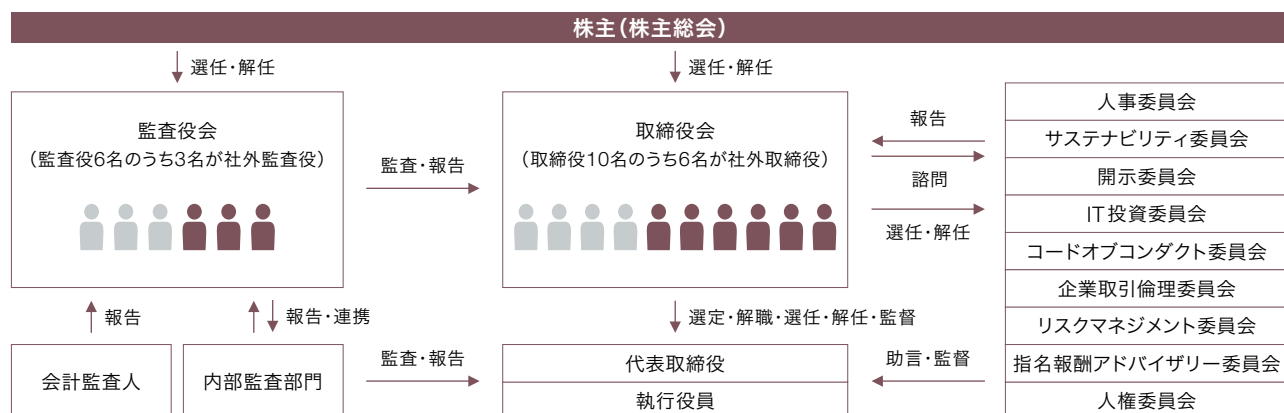 株主(株主総会)
選任・解任
選任・解任
監査役会
(監査役6名のうち3名が社外監査役)
監査・報告
取締役会
(取締役10名のうち6名が社外取締役)
報告
諮問
選任・解任
人事委員会
サステナビリティ委員会
開示委員会
IT投資委員会
コードオブコンダクト委員会
企業取引倫理委員会
リスクマネジメント委員会
指名報酬アドバイザリー委員会
人権委員会
報告
報告・連携
選定・解職・選任・解任・監督
会計監査人
内部監査部門
監査・報告
代表取締役
執行役員
助言・監督